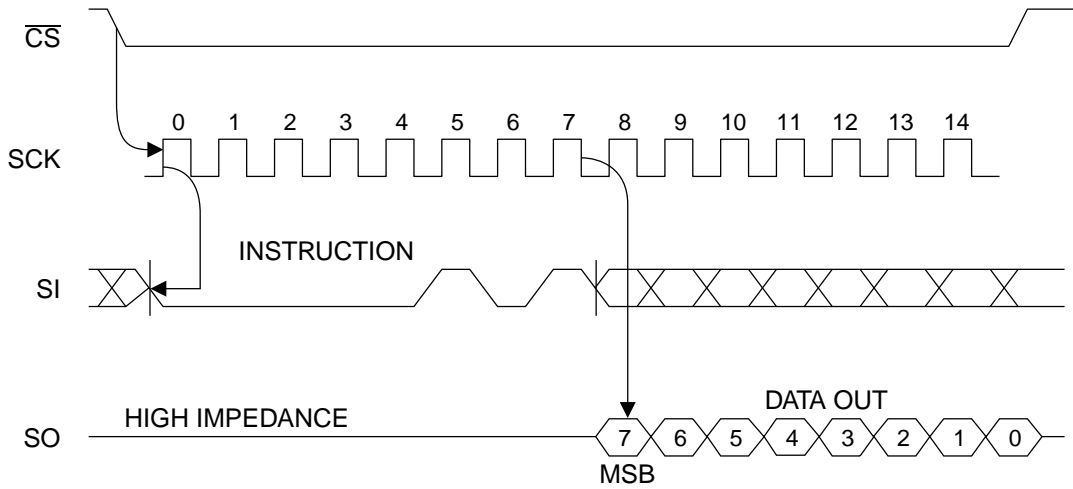 CS
0 1 2 3 4 5 6 7 8 9 10 11 12 13 14
SCK
INSTRUCTION
SI
HIGH IMPEDANCE
DATA OUT
SO
7 6 5 4 3 2 1 0
MSB